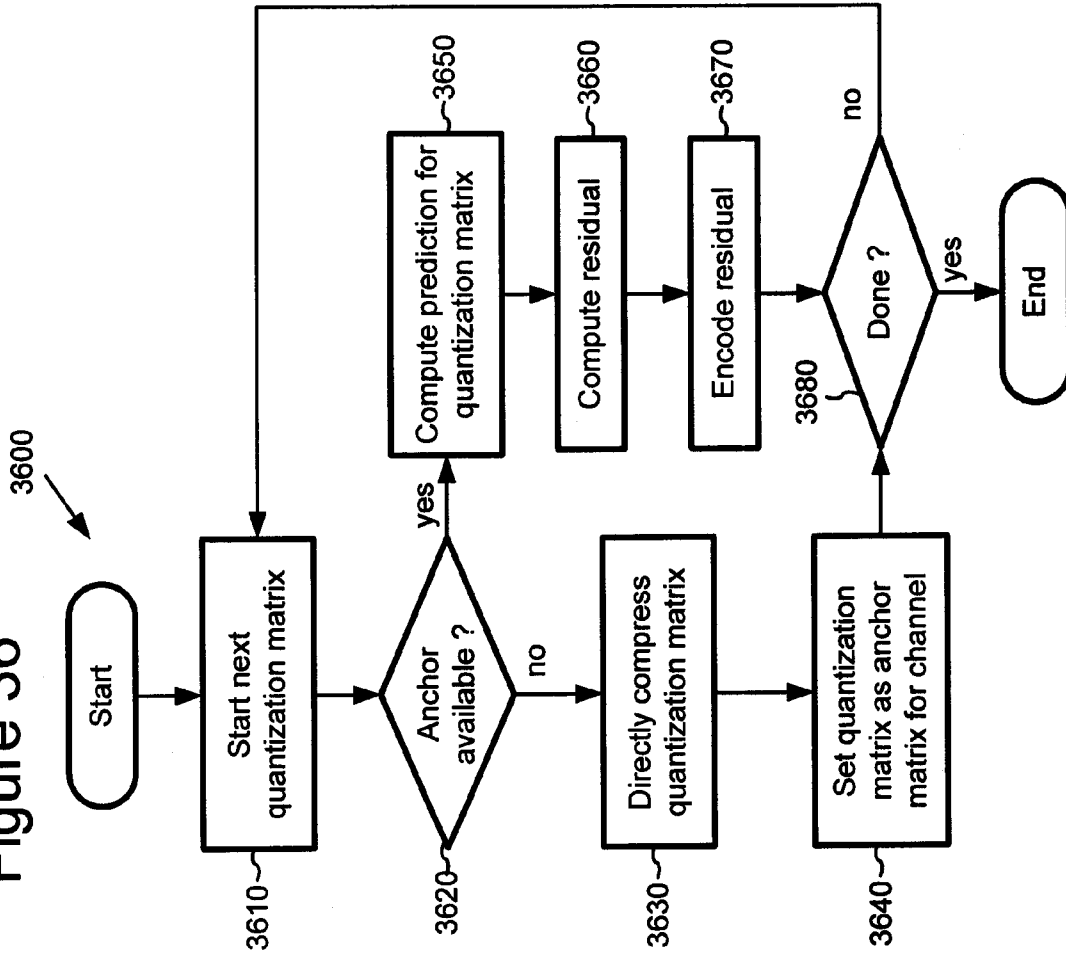 Figure 36
3600
Start
Start next
quantization matrix
3610
Anchor
available ?
3620
yes
no
Directly compress
quantization matrix
3630
Set quantization
matrix as anchor
matrix for channel
3640
Compute prediction for
quantization matrix
3650
Compute residual
3660
Encode residual
3670
Done ?
3680
no
yes
End